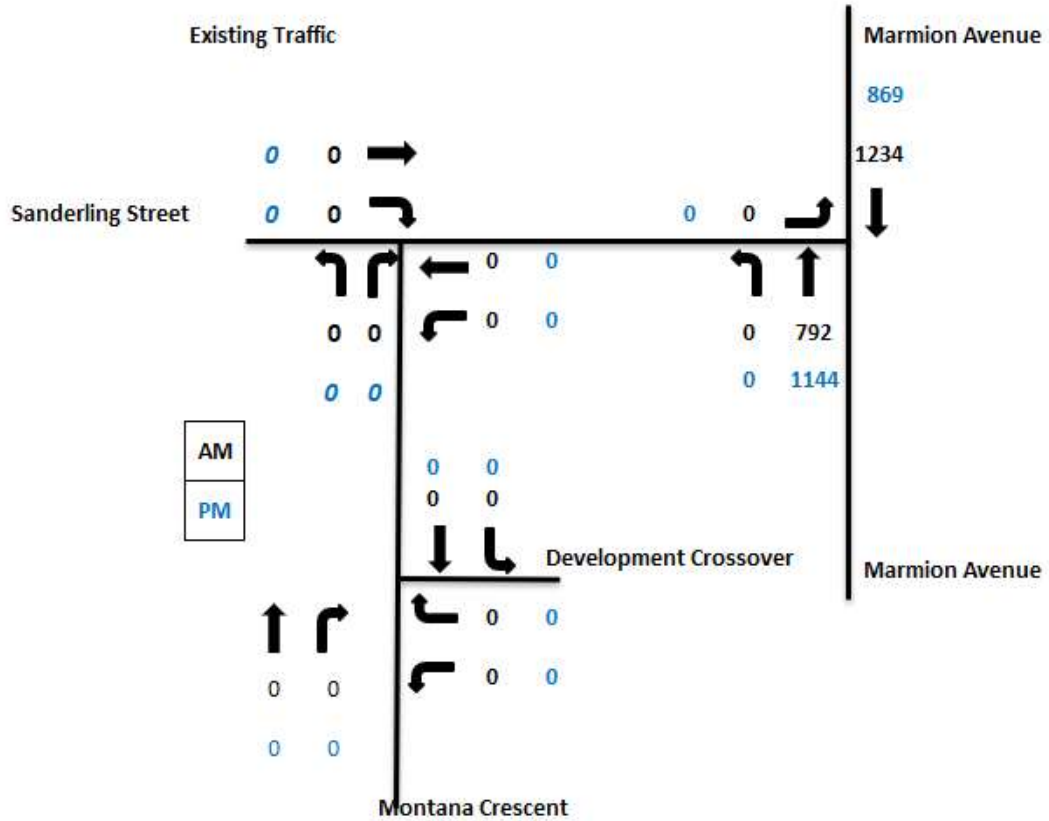 Existing Traffic
Marmion Avenue
869
0 0
1234
Sanderling Street
0 0
0 0
0 0
0 0
0 0
0 792
0 0
0 1144
AM
0 0
0 0
PM
Development Crossover
Marmion Avenue
0 0
0 0
0 0
0 0
Montana Crescent